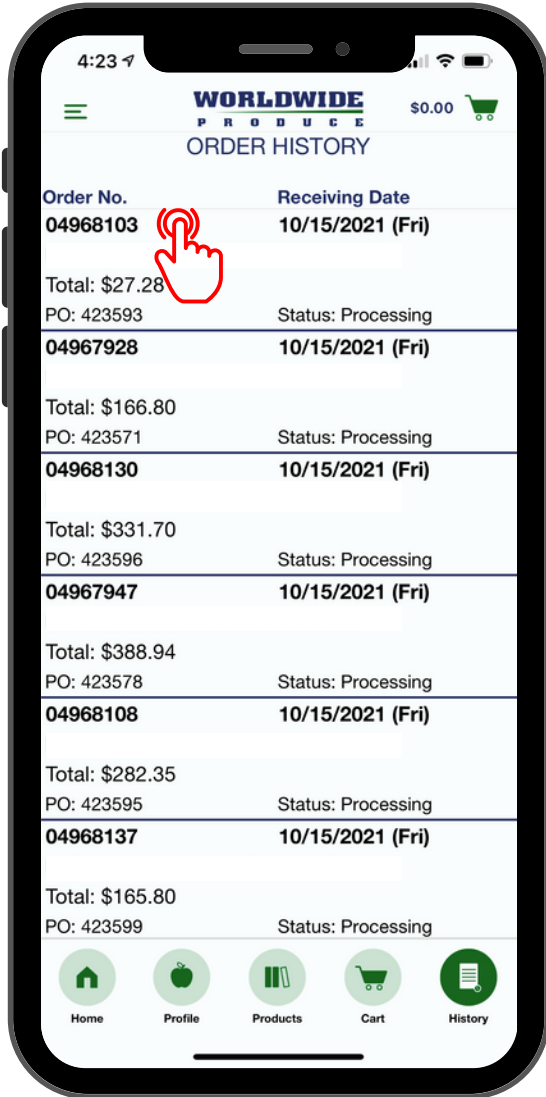 4:23
WORLDWIDE
PRODUCE
$0.00
ORDER HISTORY
Order No. Receiving Date
04968103 10/15/2021 (Fri)
Total: $27.28
PO: 423593 Status: Processing
04967928 10/15/2021 (Fri)
Total: $166.80
PO: 423571 Status: Processing
04968130 10/15/2021 (Fri)
Total: $331.70
PO: 423596 Status: Processing
04967947 10/15/2021 (Fri)
Total: $388.94
PO: 423578 Status: Processing
04968108 10/15/2021 (Fri)
Total: $282.35
PO: 423595 Status: Processing
04968137 10/15/2021 (Fri)
Total: $165.80
PO: 423599 Status: Processing
Home Profile Products Cart History